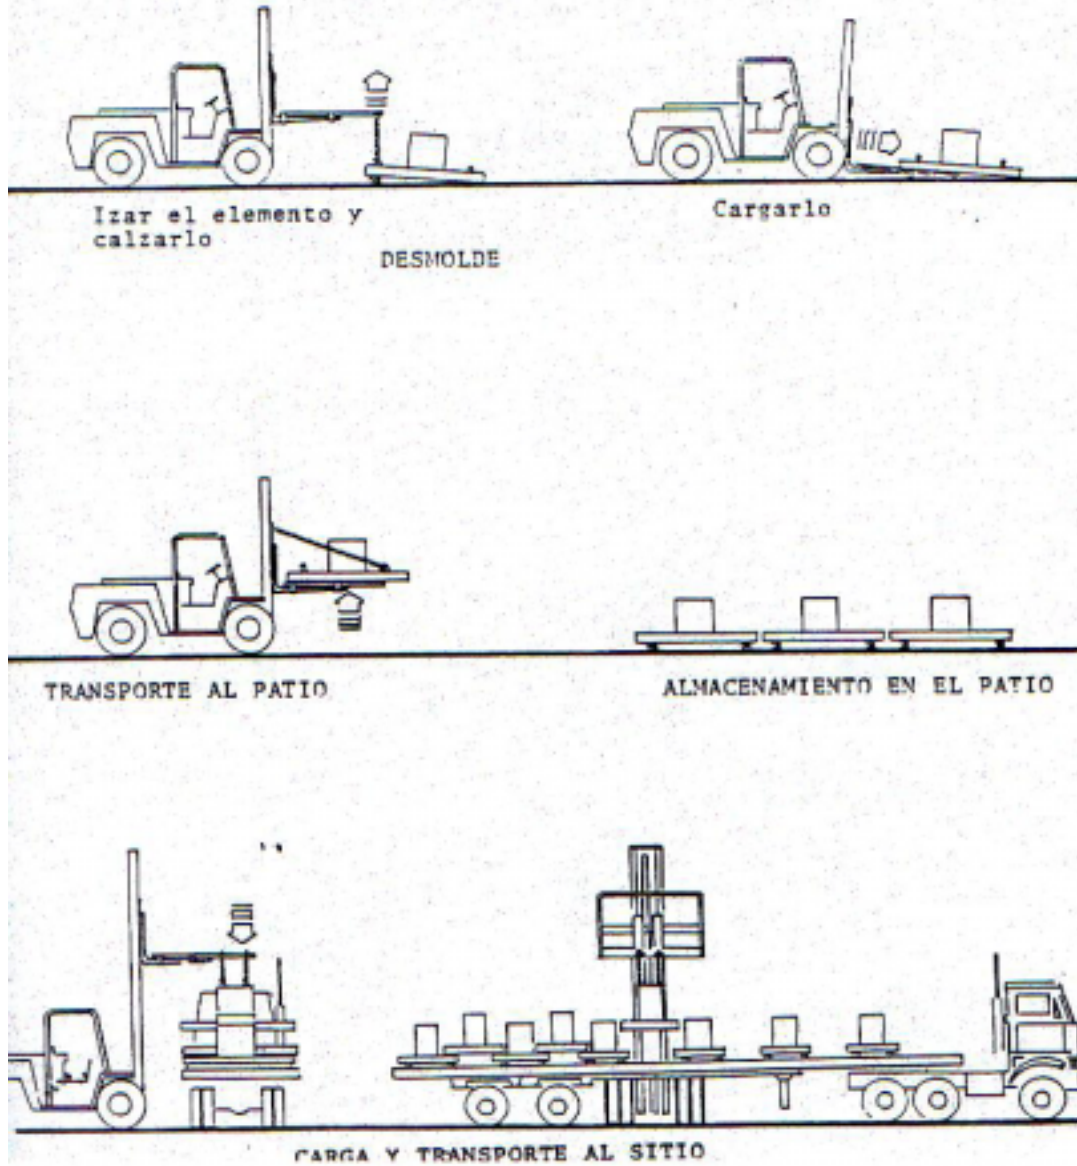 Izar el elemento y
calzarlo
Cargarlo
DESMOLDE
TRANSPORTE AL PATIO
ALMACENAMIENTO EN EL PATIO
CARGA Y TRANSPORTE AL SITIO